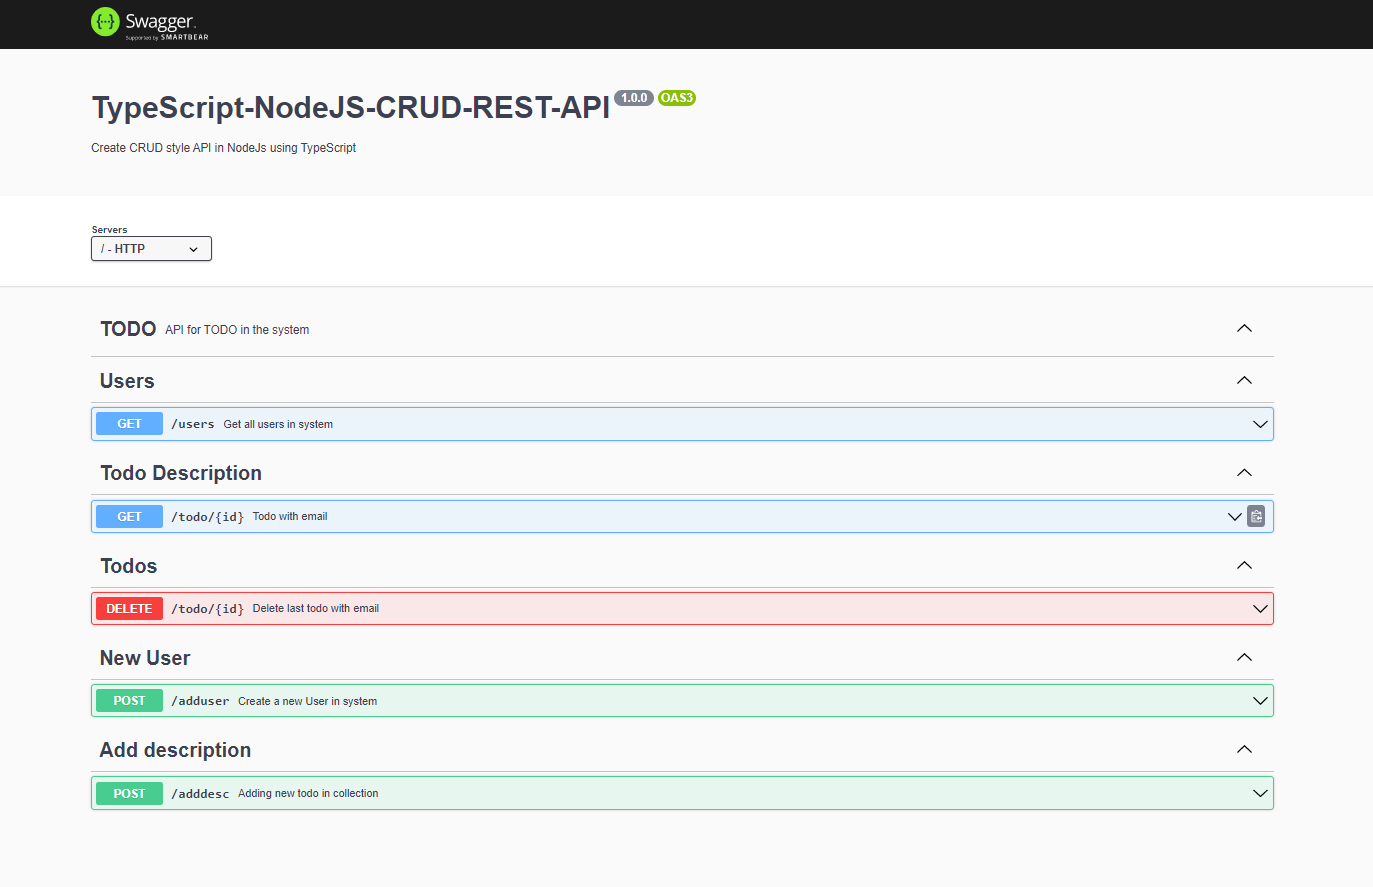 Swagger.
Supported by SMARTBEAR
TypeScript-NodeJS-CRUD-REST-API 1.0.0 OAS3
Create CRUD style API in NodeJs using TypeScript
Servers
/ - HTTP
TODO API for TODO in the system
Users
GET /users Get all users in system
Todo Description
GET /todo/{id} Todo with email
Todos
DELETE /todo/{id} Delete last todo with email
New User
POST /adduser Create a new User in system
Add description
POST /adddesc Adding new todo in collection